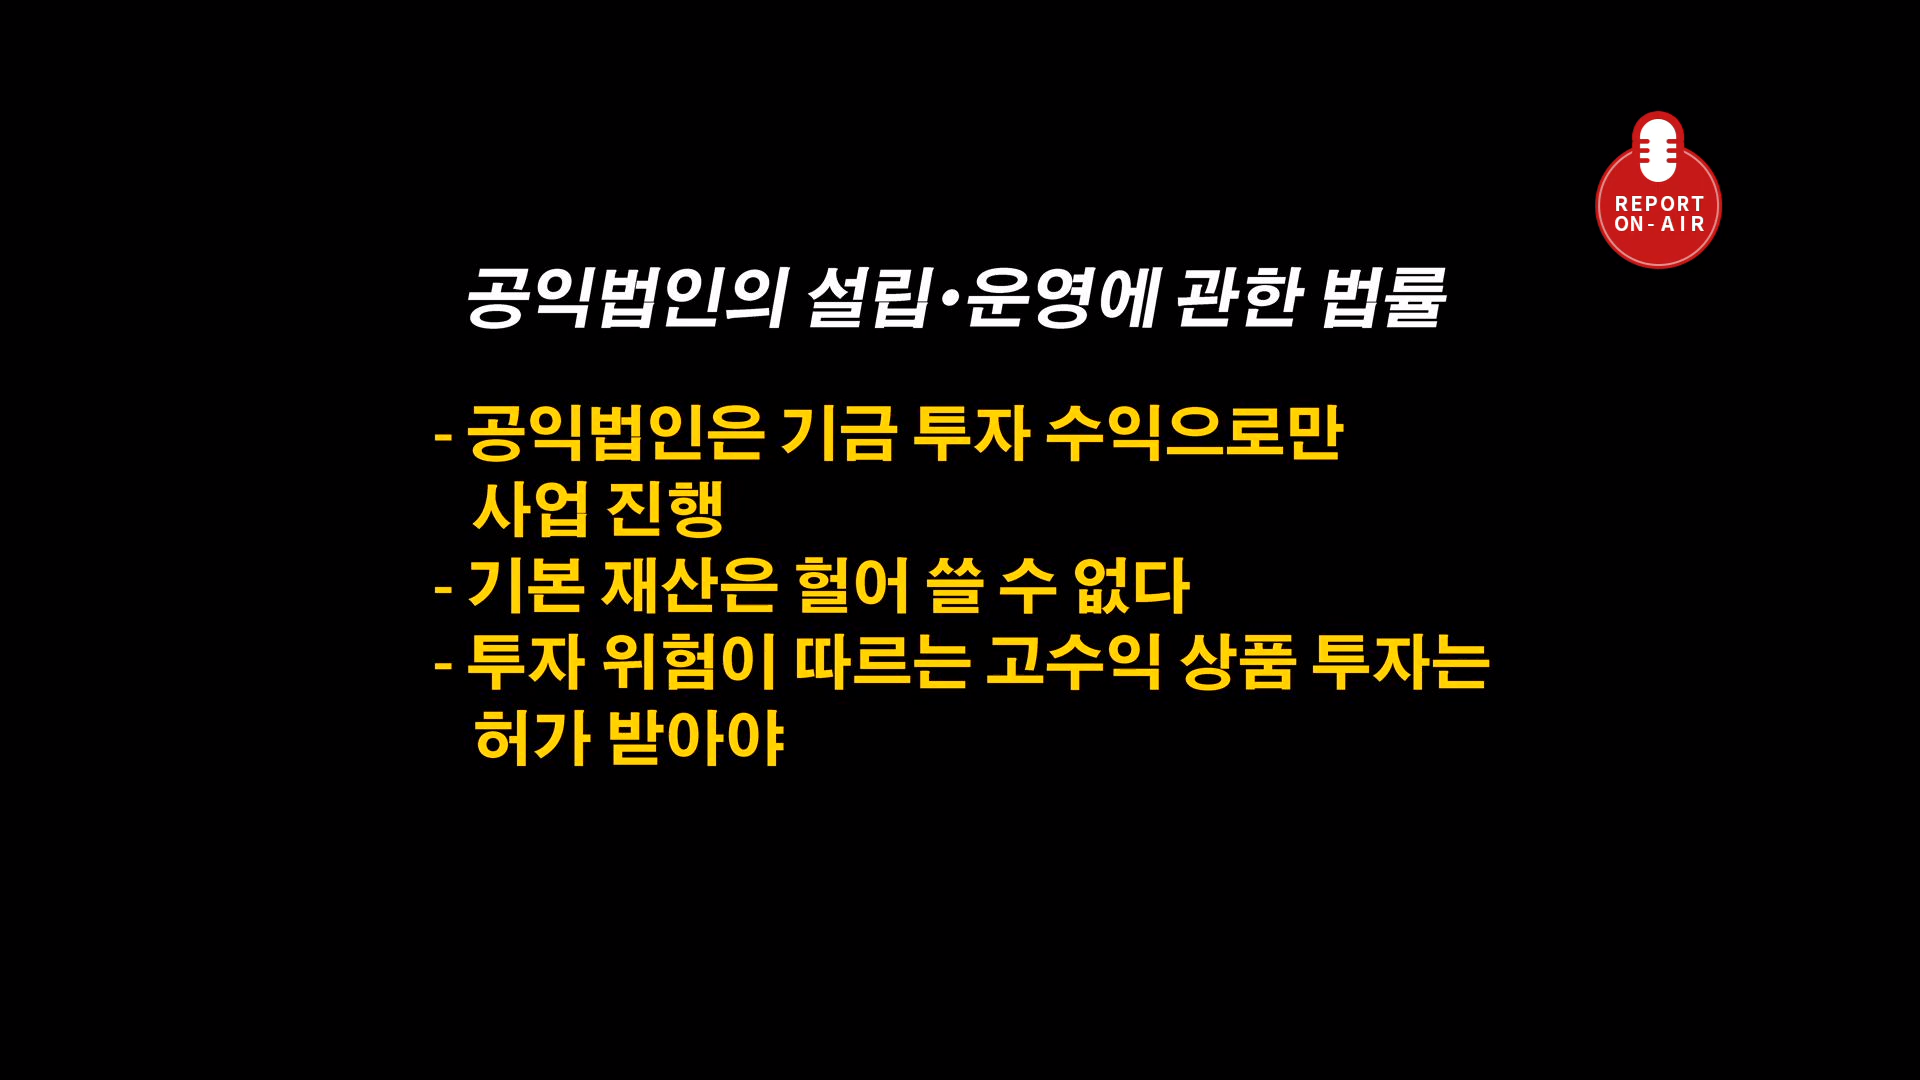 REPORT
ON-AIR
공익법인의 설립•운영에 관한 법률
- 공익법인은 기금 투자 수익으로만
사업 진행
- 기본 재산은 헐어 쓸 수 없다
- 투자 위험이 따르는 고수익 상품 투자는
허가 받아야